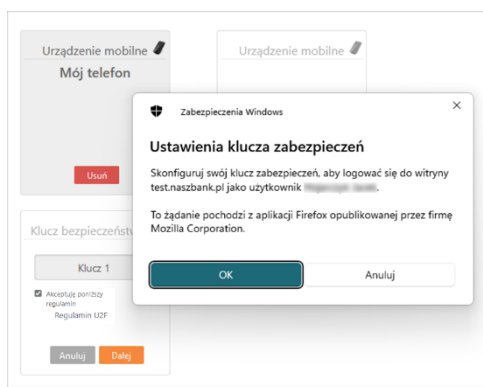 Urządzenie mobilne
Mój telefon
Usuń
Urządzenie mobilne
Zabezpieczenia Windows
Ustawienia klucza zabezpieczeń
Skonfiguruj swój klucz zabezpieczeń, aby logować się do witryny
test.naszbank.pl jako użytkownik
To żądanie pochodzi z aplikacji Firefox opublikowanej przez firmę
Mozilla Corporation.
OK
Anuluj
Klucz bezpieczeństw
Klucz 1
Akceptuję poniższy
regulamin
Regulamin U2F
Anuluj
Dalej